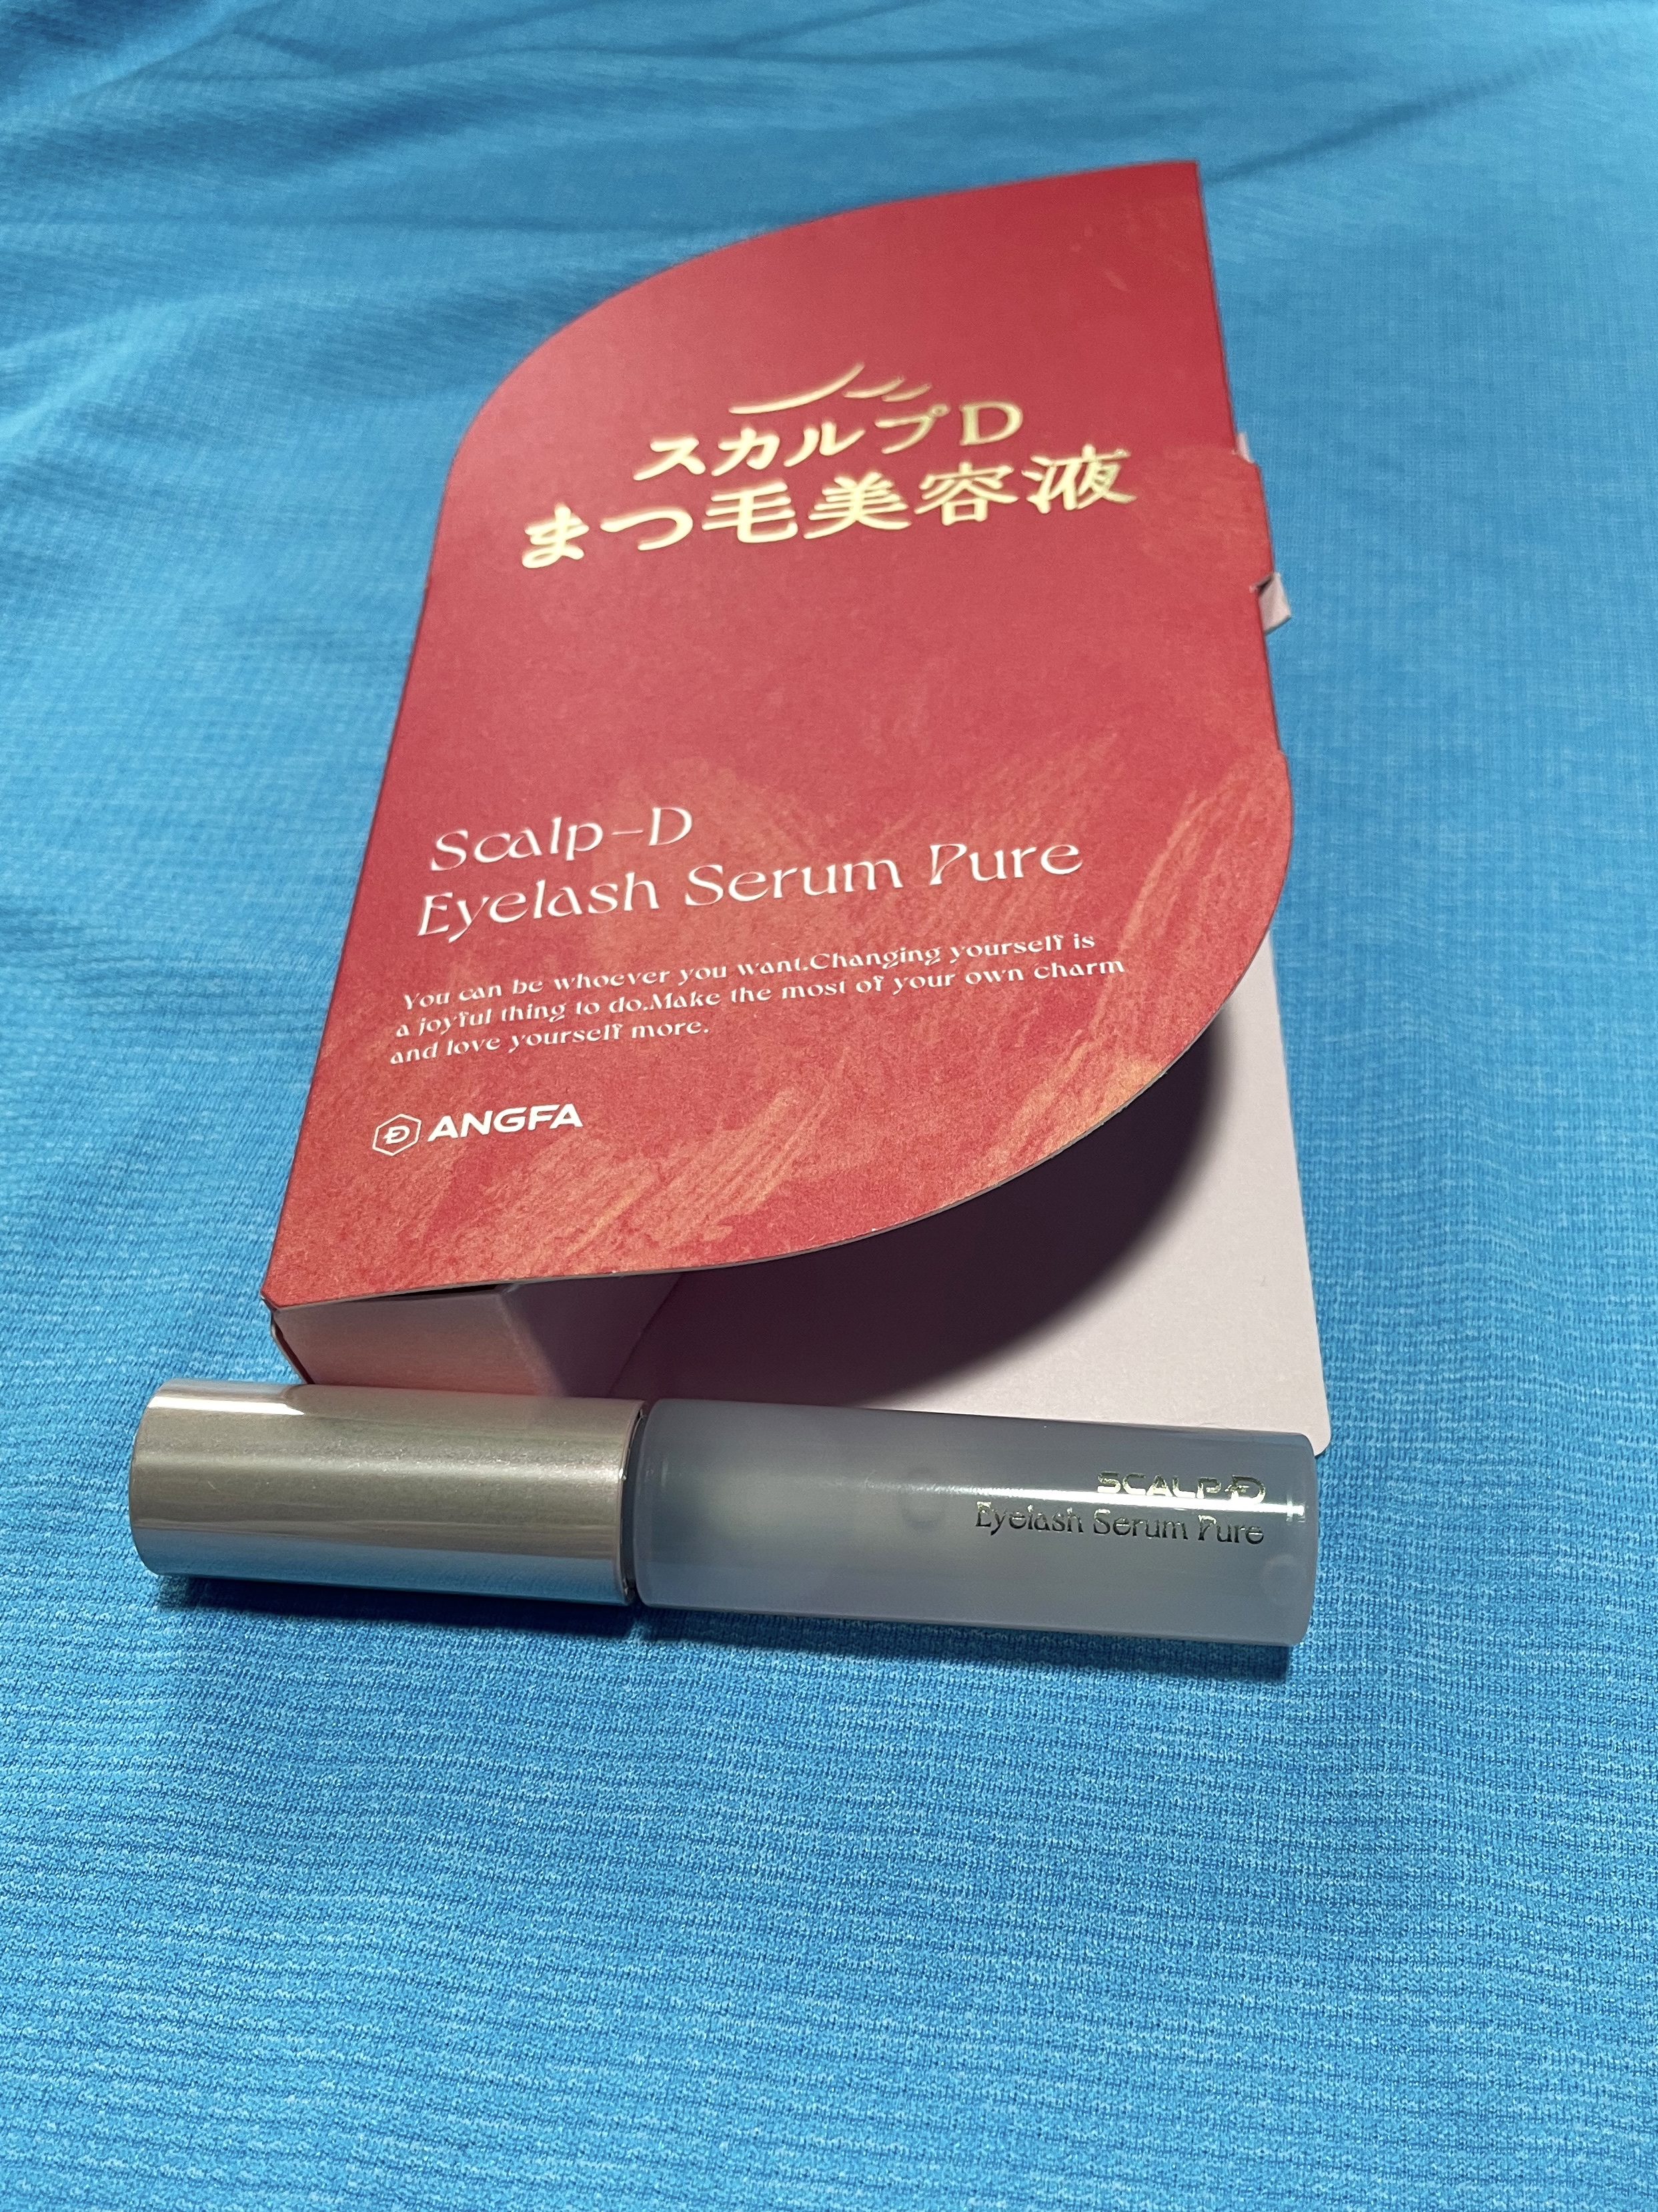 スカルプD
まつ毛美容液
Scalp-D
Eyelash Serum Pure
You can be whoever you want.Changing yourself is
a joyful thing to do.Make the most of your own charm
and love yourself more.
ANGFA
SCALP-D
Eyelash Serum Pure